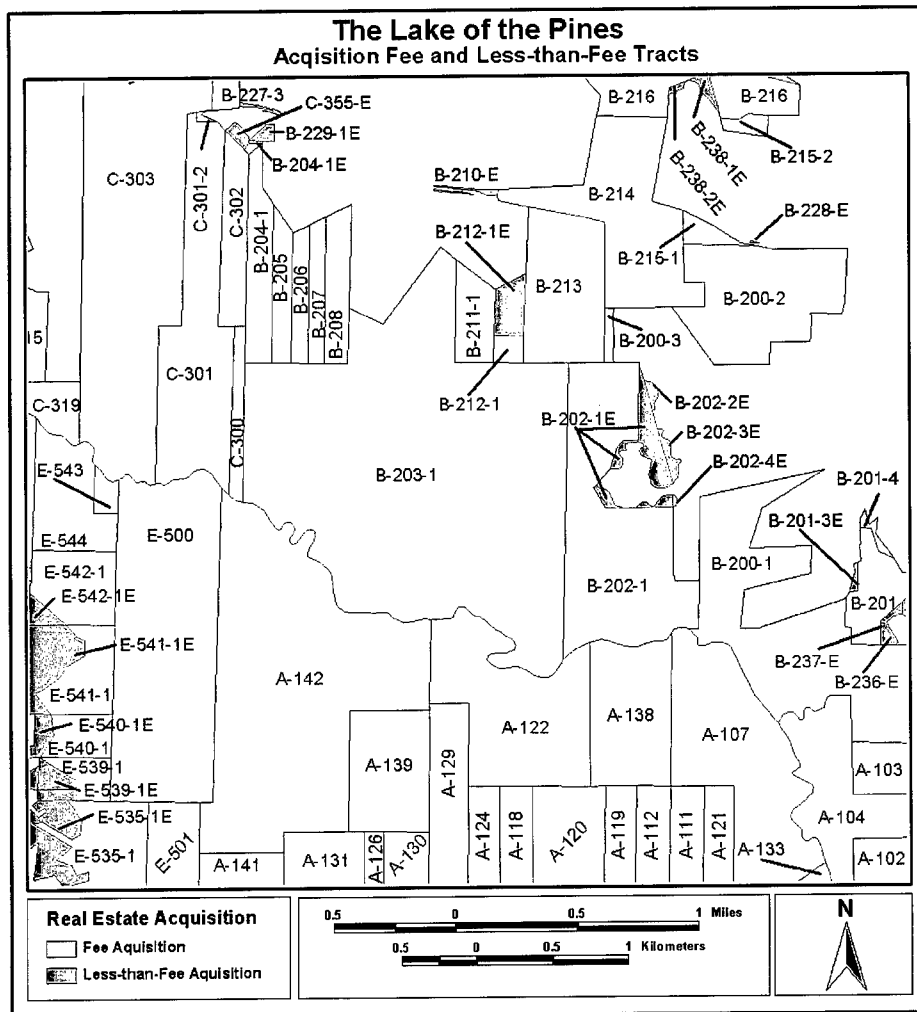 The Lake of the Pines
Acqisition Fee and Less-than-Fee Tracts
B-227-3
C-355-E
B-216
B-216
B-229-1E
B-204-1E
B-215-2
C-303
C-301-2
C-302
B-238-1E
B-238-2E
B-210-E
B-214
B-228-E
B-204-1
B-205
B-206
B-207
B-208
B-212-1E
B-215-1
B-213
B-200-2
B-211-1
15
B-200-3
C-301
C-319
C-300
B-212-1
B-202-2E
B-202-1E
B-202-3E
E-543
B-203-1
B-202-4E
B-201-4
B-201-3E
E-544
E-500
B-200-1
E-542-1
B-202-1
E-542-1E
B-201
E-541-1E
B-237-E
B-236-E
A-142
E-541-1
A-122
A-138
E-540-1E
A-107
E-540-1
A-139
A-129
A-103
E-539-1
E-539-1E
E-535-1E
A-104
E-501
A-124
A-118
A-120
A-119
A-112
A-111
A-121
E-535-1
A-141
A-131
A-126
A-130
A-133
A-102
Real Estate Acquisition
Fee Aquisition
Less-than-Fee Aquisition
0.5 0 0.5 1 Miles
0.5 0 0.5 1 Kilometers
N